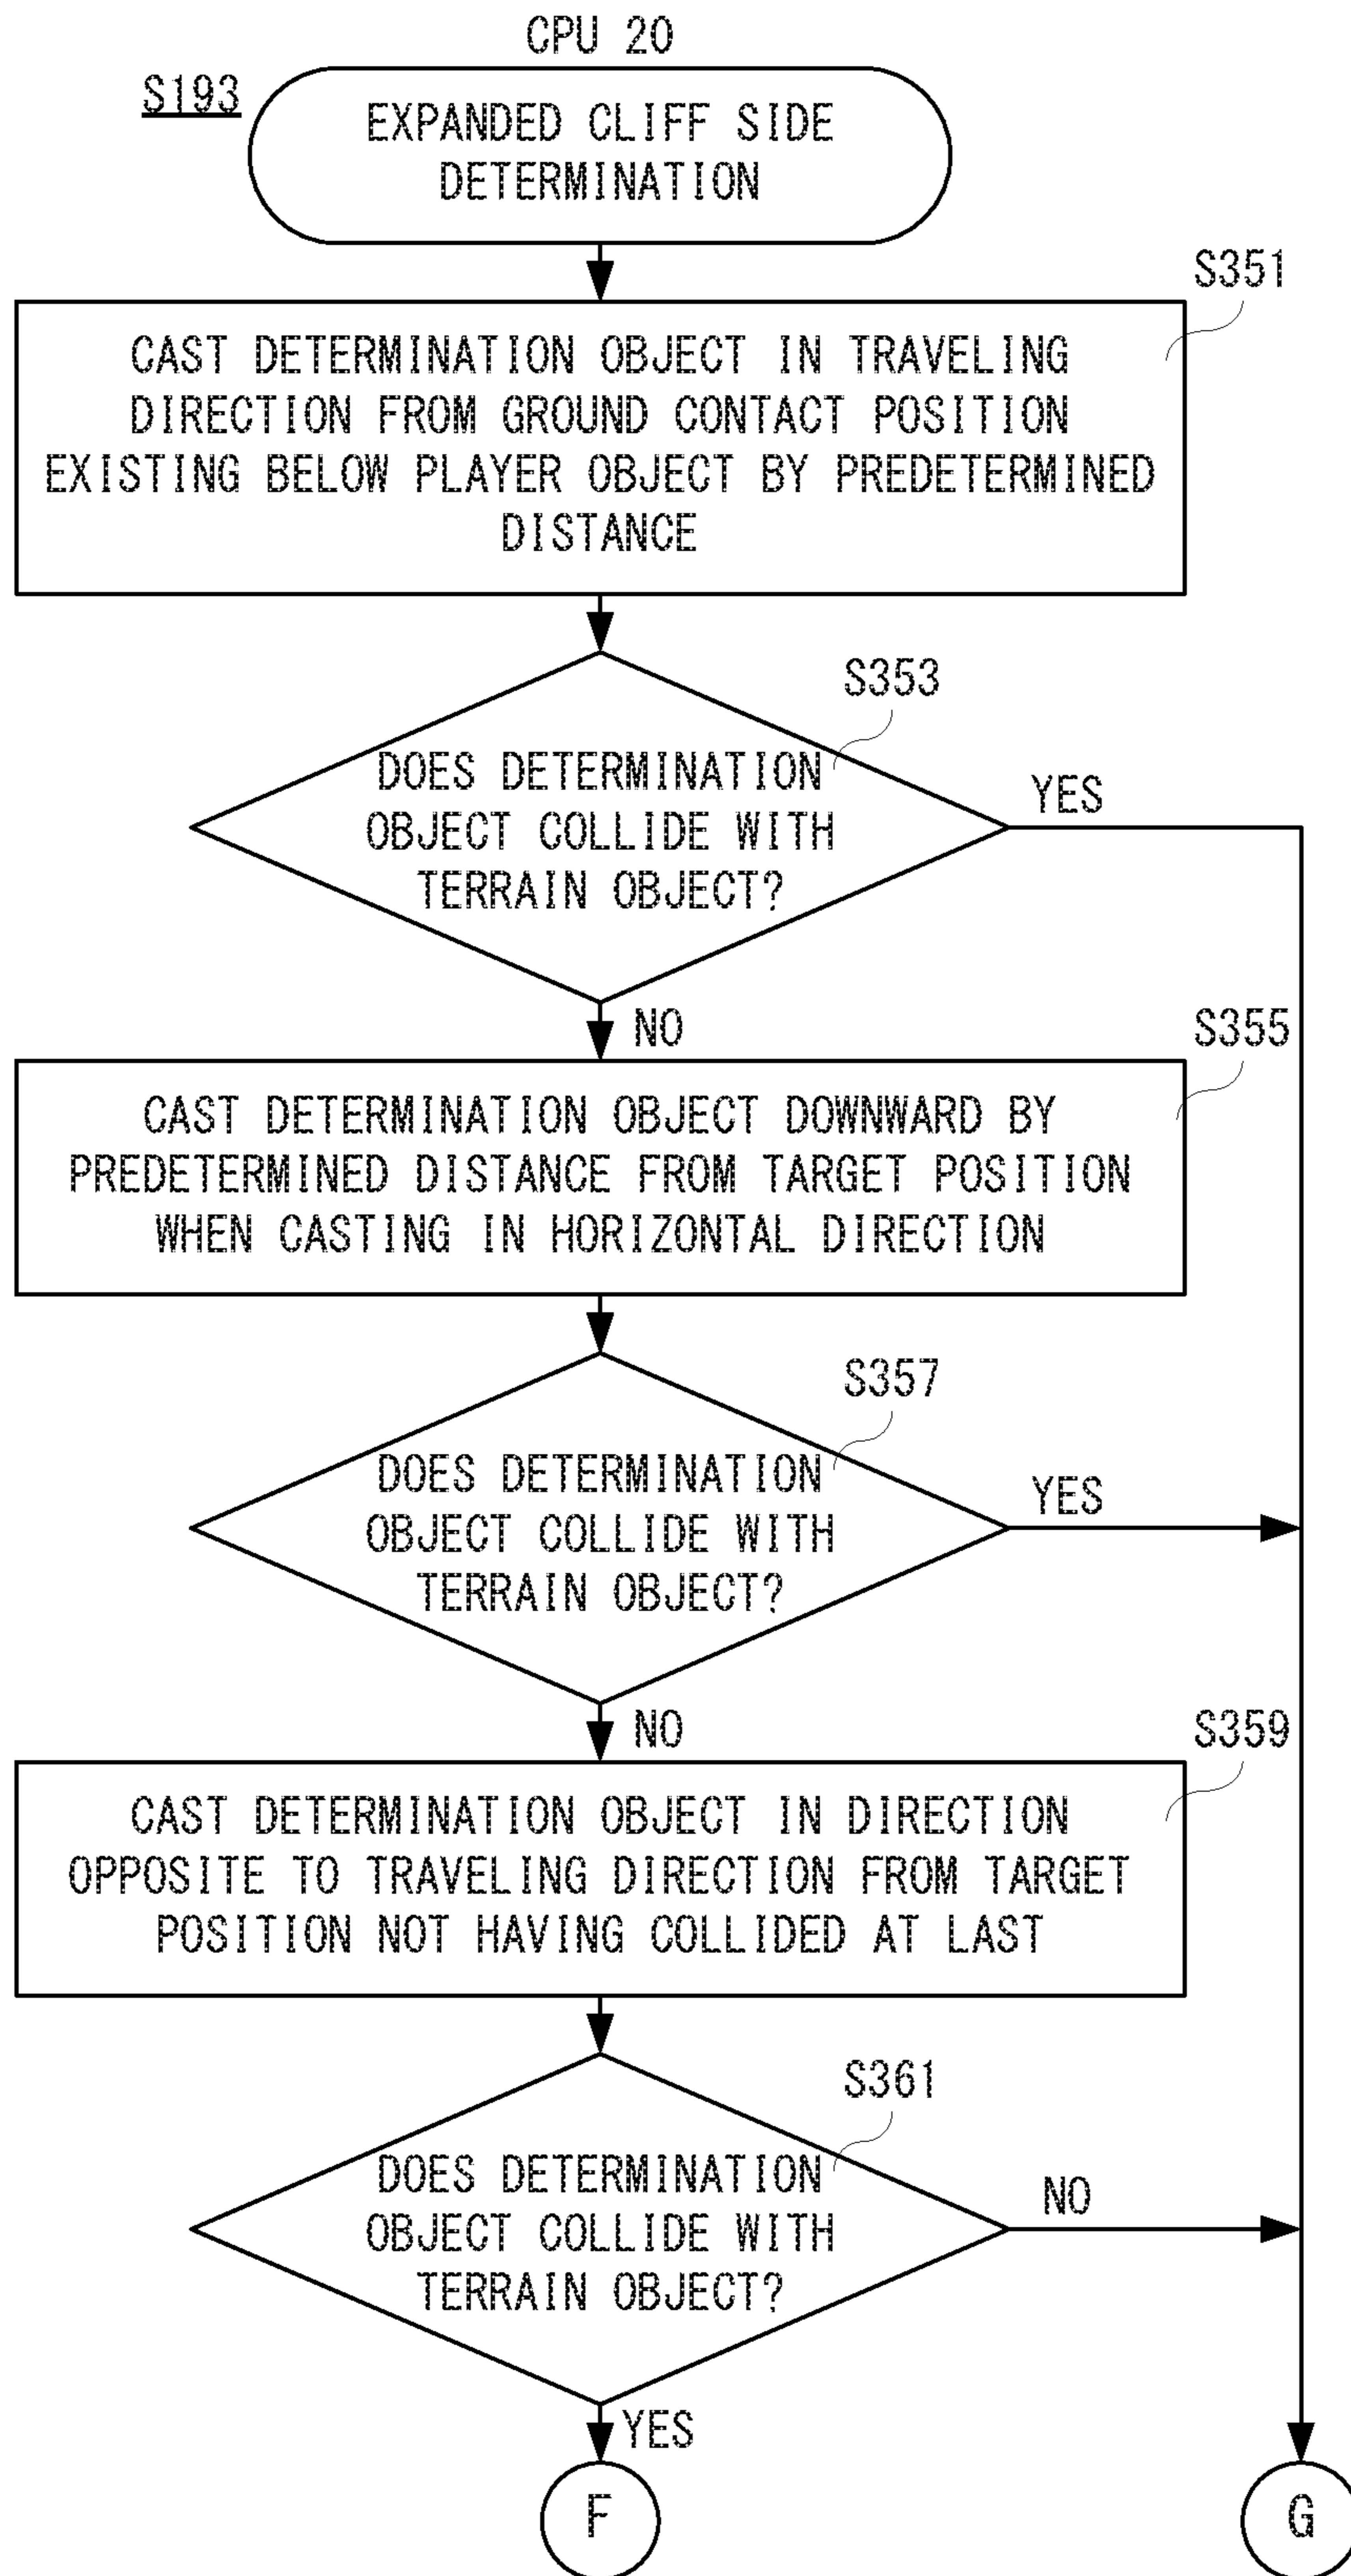 CPU 20
S193
EXPANDED CLIFF SIDE
DETERMINATION
S351
CAST DETERMINATION OBJECT IN TRAVELING
DIRECTION FROM GROUND CONTACT POSITION
EXISTING BELOW PLAYER OBJECT BY PREDETERMINED
DISTANCE
S353
DOES DETERMINATION
OBJECT COLLIDE WITH
TERRAIN OBJECT?
YES
NO
S355
CAST DETERMINATION OBJECT DOWNWARD BY
PREDETERMINED DISTANCE FROM TARGET POSITION
WHEN CASTING IN HORIZONTAL DIRECTION
S357
DOES DETERMINATION
OBJECT COLLIDE WITH
TERRAIN OBJECT?
YES
NO
S359
CAST DETERMINATION OBJECT IN DIRECTION
OPPOSITE TO TRAVELING DIRECTION FROM TARGET
POSITION NOT HAVING COLLIDED AT LAST
S361
DOES DETERMINATION
OBJECT COLLIDE WITH
TERRAIN OBJECT?
NO
YES
F
G